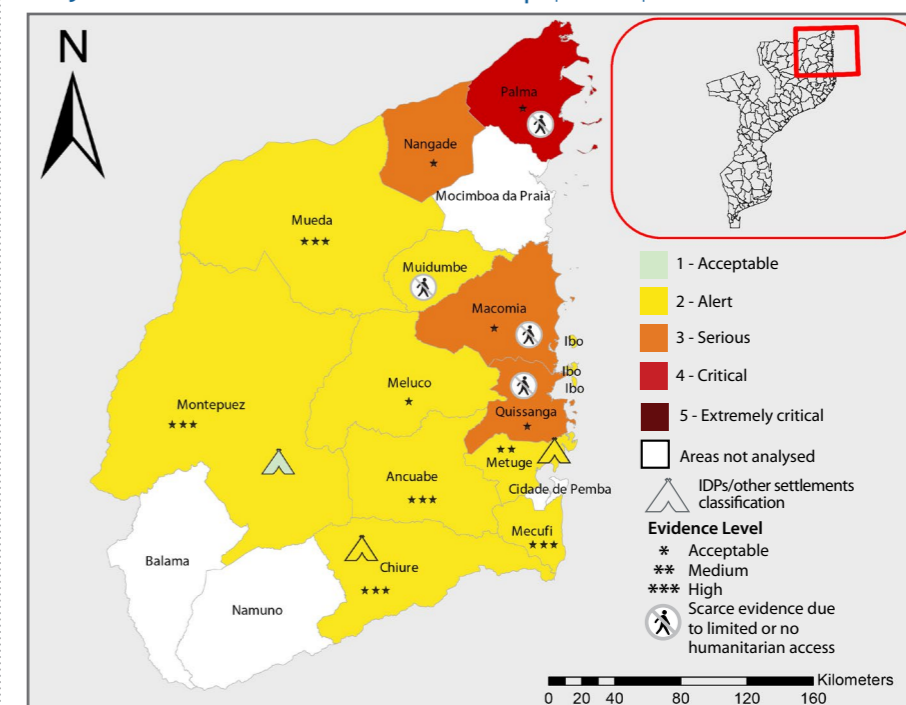 N
Palma
*
Nangade
*
Mocimboa da Praia
Mueda
***
Muidumbe
Macomia
*
Ibo
Ibo
Ibo
Meluco
*
Montepuez
***
Quissanga
*
**
Metuge
Ancuabe
***
Cidade de Pemba
Mecufi
***
Chiure
***
Balama
Namuno
1 - Acceptable
2 - Alert
3 - Serious
4 - Critical
5 - Extremely critical
Areas not analysed
IDPs/other settlements
classification
Evidence Level
* Acceptable
** Medium
*** High
Scarce evidence due
to limited or no
humanitarian access
Kilometers
0 20 40 80 120 160